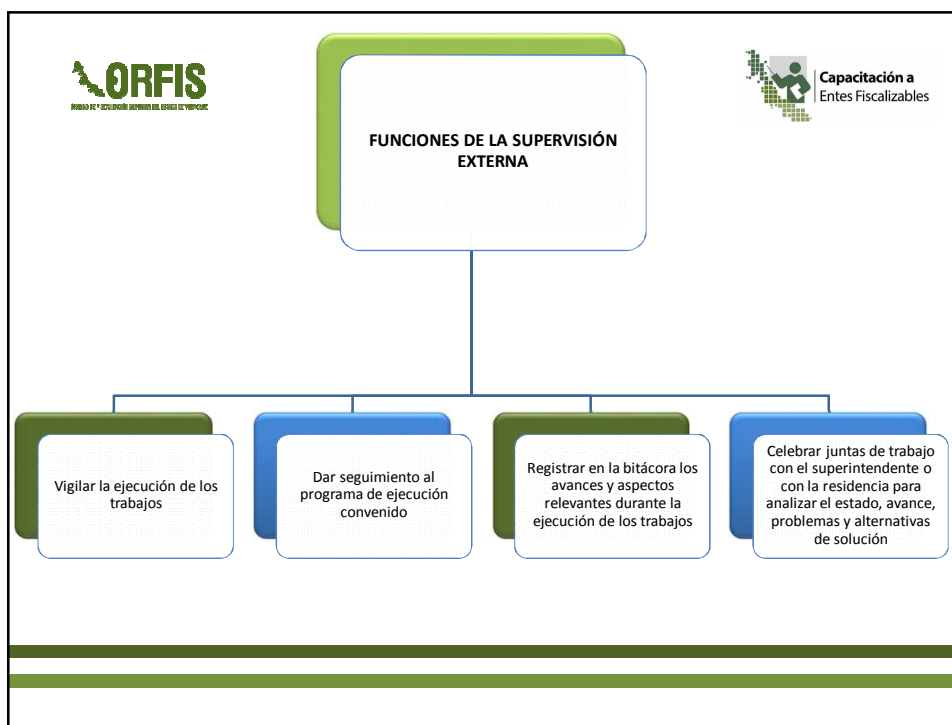 ORFIS
Capacitación a
Entes Fiscalizables
FUNCIONES DE LA SUPERVISIÓN
EXTERNA
Vigilar la ejecución de los
trabajos
Dar seguimiento al
programa de ejecución
convenido
Registrar en la bitácora los
avances y aspectos
relevantes durante la
ejecución de los trabajos
Celebrar juntas de trabajo
con el superintendente o
con la residencia para
analizar el estado, avance,
problemas y alternativas
de solución